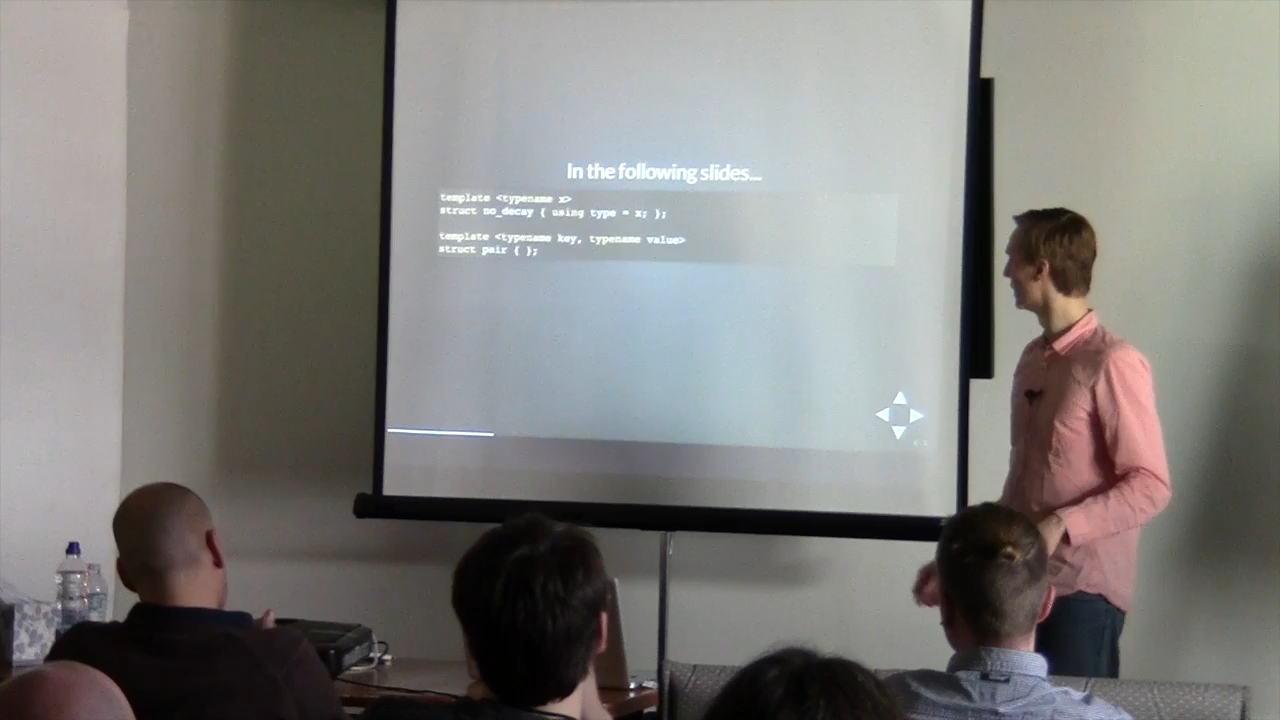 In the following slides...
template <typename x>
struct no_decay { using type = x; };
template <typename key, typename value>
struct pair { };